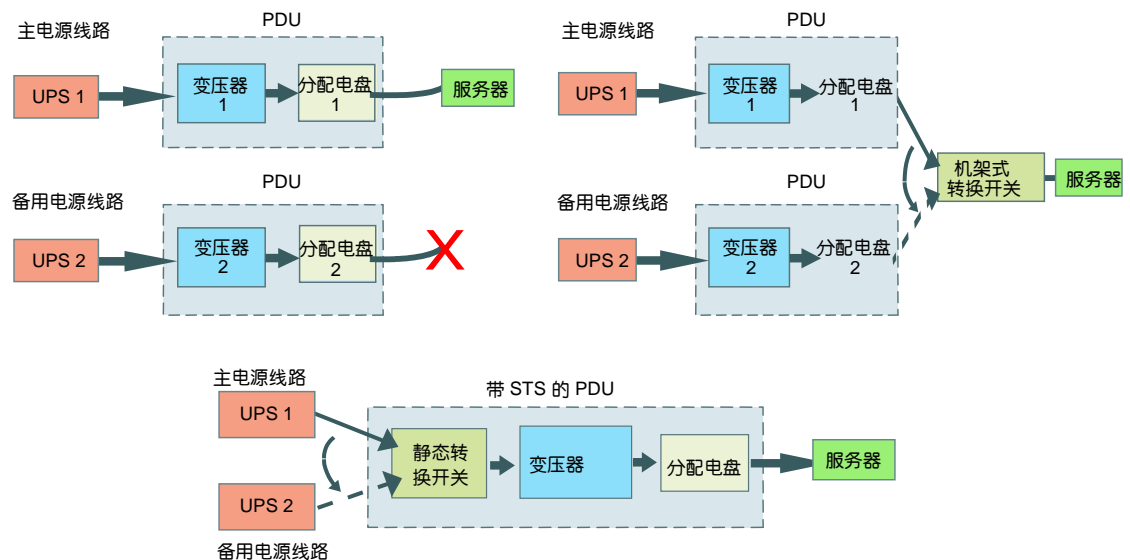 PDU
主电源线路
UPS 1
变压器
1
分配电盘
1
服务器
PDU
备用电源线路
UPS 2
变压器
2
分配电盘
2
X
PDU
主电源线路
UPS 1
变压器
1
分配电盘
1
机架式
转换开关
服务器
PDU
备用电源线路
UPS 2
变压器
2
分配电盘
2
主电源线路
带 STS 的 PDU
UPS 1
静态转
换开关
变压器
分配电盘
服务器
UPS 2
备用电源线路